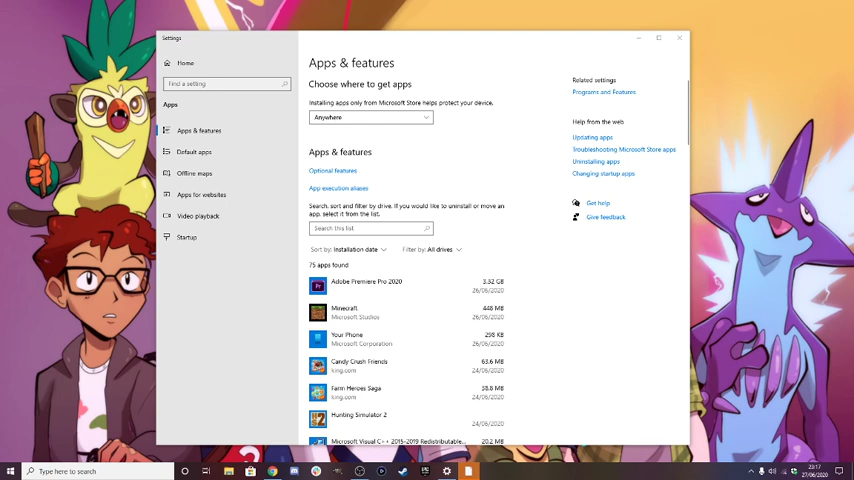 Settings
Home
Find a setting
Apps
Apps & features
Default apps
Offline maps
Apps for websites
Video playback
Startup
Apps & features
Choose where to get apps
Installing apps only from Microsoft Store helps protect your device.
Anywhere
Apps & features
Optional features
App execution aliases
Search, sort and filter by drive. If you would like to uninstall or move an
app, select it from the list.
Search this list
Sort by: Installation date
Filter by: All drives
75 apps found
Adobe Premiere Pro 2020
3.32 GB
26/06/2020
Minecraft
Microsoft Studios
448 MB
26/06/2020
Your Phone
Microsoft Corporation
298 KB
26/06/2020
Candy Crush Friends
king.com
63.6 MB
24/06/2020
Farm Heroes Saga
king.com
38.8 MB
24/06/2020
Hunting Simulator 2
24/06/2020
Microsoft Visual C++ 2015-2019 Redistributable...
20.2 MB
Related settings
Programs and Features
Help from the web
Updating apps
Troubleshooting Microsoft Store apps
Uninstalling apps
Changing startup apps
Get help
Give feedback
Type here to search
23:17
27/06/2020